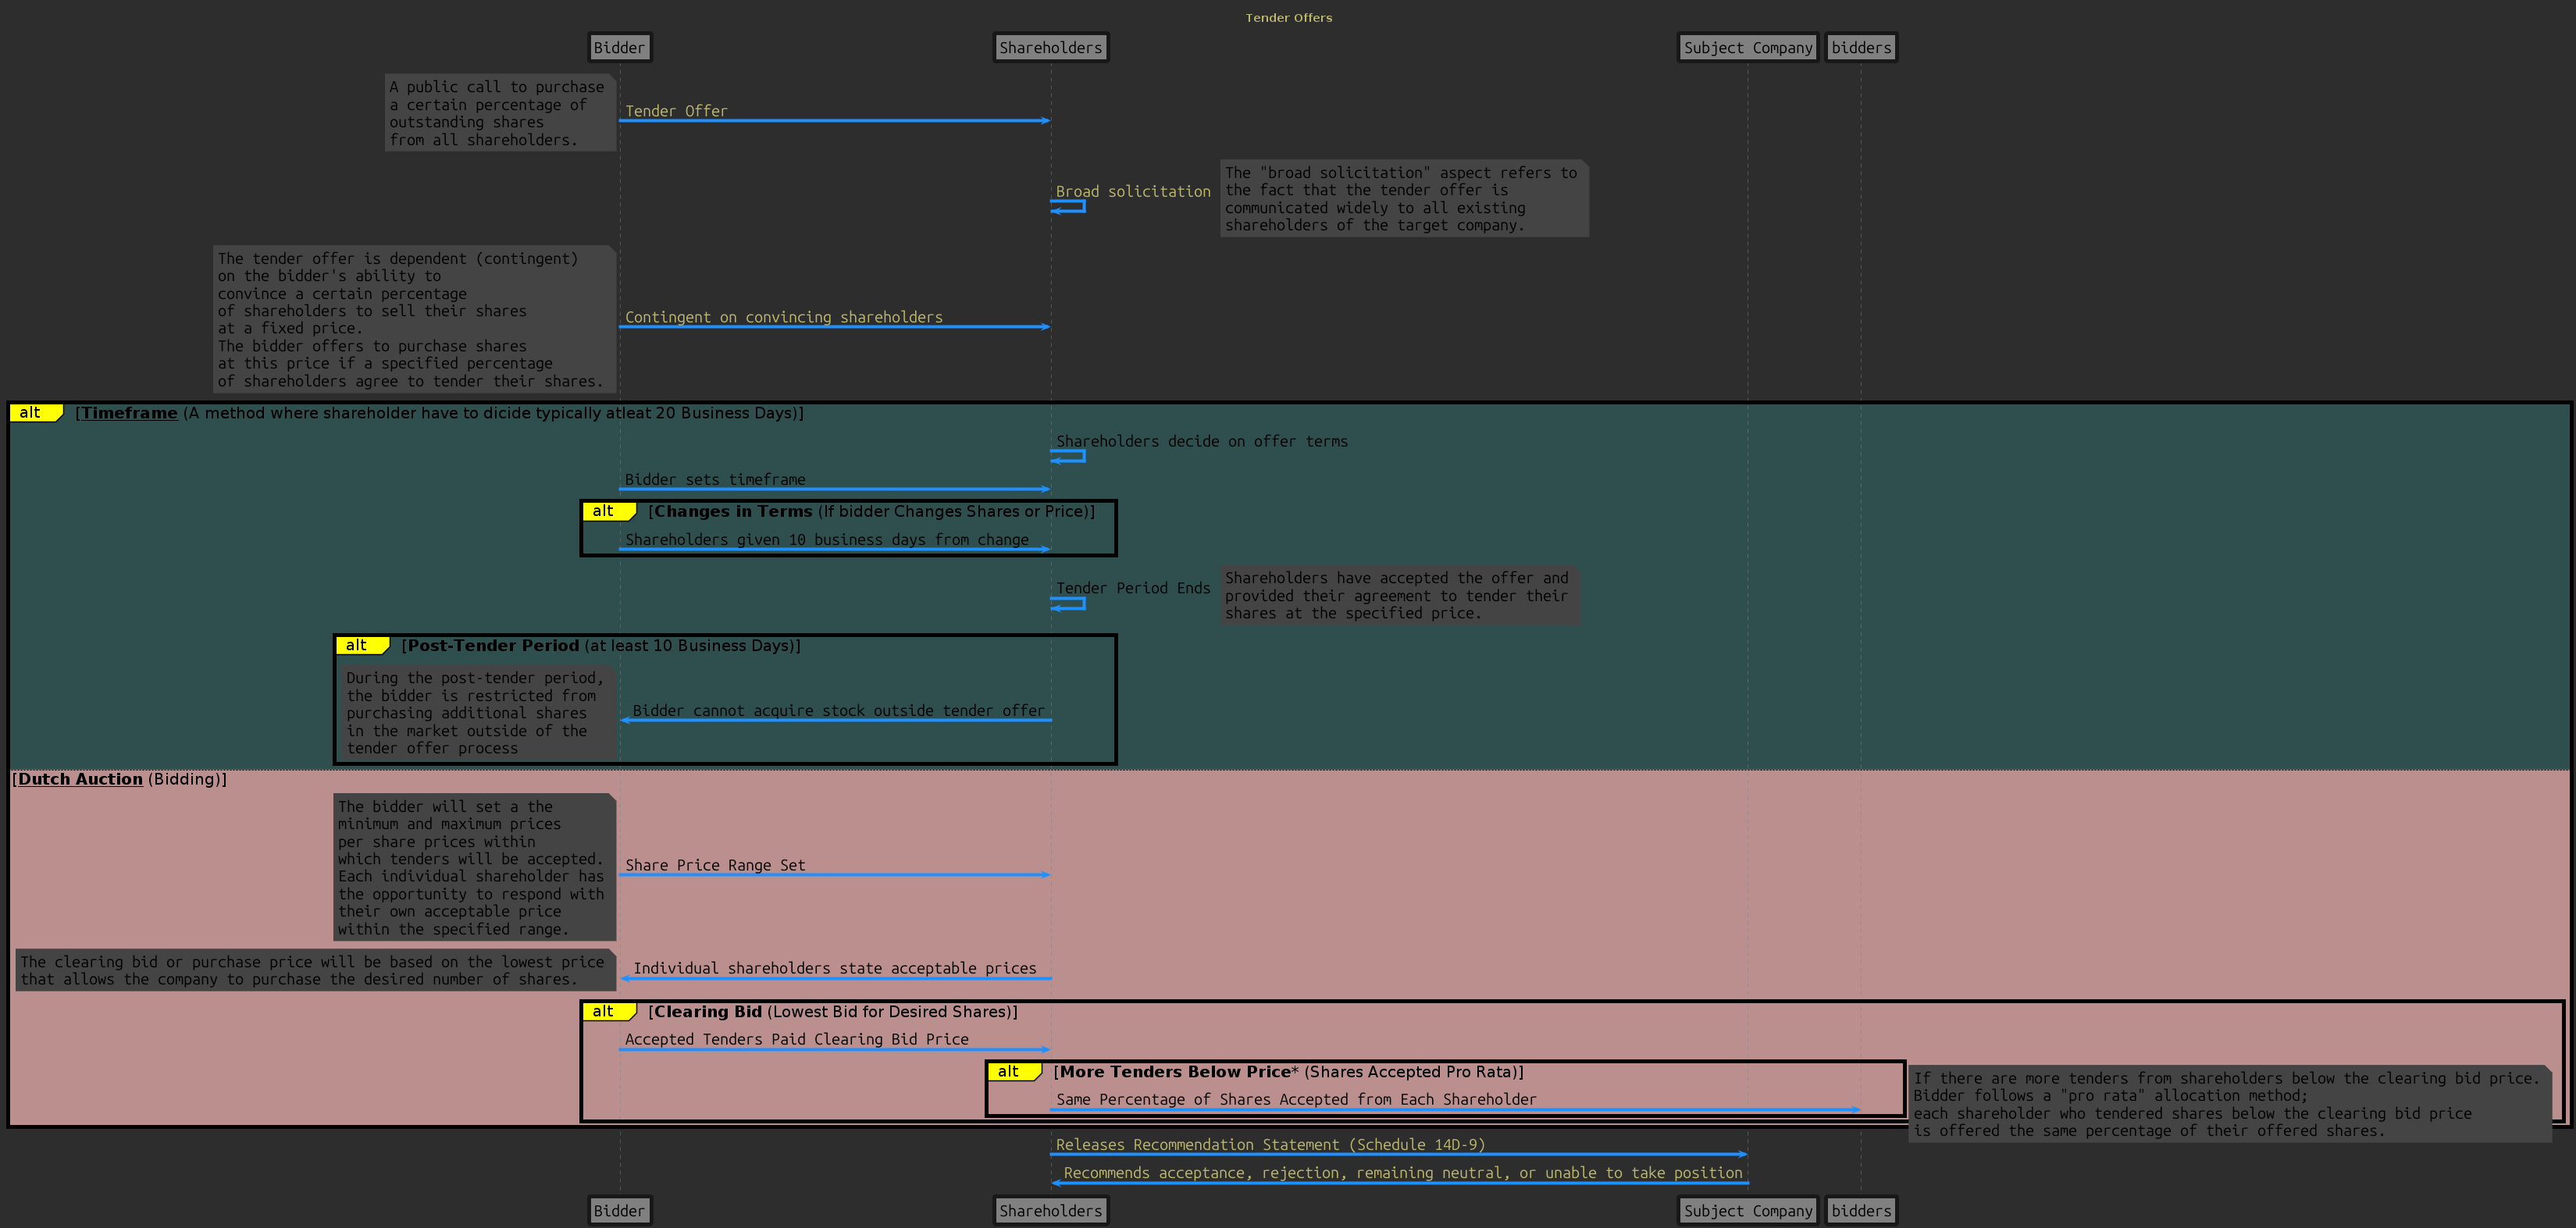 Tender Offers
Bidder
Shareholders
Subject Company
bidders
A public call to purchase
a certain percentage of
outstanding shares
from all shareholders.
Tender Offer
Broad solicitation
The "broad solicitation" aspect refers to
the fact that the tender offer is
communicated widely to all existing
shareholders of the target company.
The tender offer is dependent (contingent)
on the bidder's ability to
convince a certain percentage
of shareholders to sell their shares
at a fixed price.
The bidder offers to purchase shares
at this price if a specified percentage
of shareholders agree to tender their shares.
Contingent on convincing shareholders
alt [Timeframe (A method where shareholder have to dicide typically atleat 20 Business Days)]
Shareholders decide on offer terms
Bidder sets timeframe
alt [Changes in Terms (If bidder Changes Shares or Price)]
Shareholders given 10 business days from change
Tender Period Ends
Shareholders have accepted the offer and
provided their agreement to tender their
shares at the specified price.
alt [Post-Tender Period (at least 10 Business Days)]
During the post-tender period,
the bidder is restricted from
purchasing additional shares
in the market outside of the
tender offer process
Bidder cannot acquire stock outside tender offer
[Dutch Auction (Bidding)]
The bidder will set a the
minimum and maximum prices
per share prices within
which tenders will be accepted.
Each individual shareholder has
the opportunity to respond with
their own acceptable price
within the specified range.
Share Price Range Set
The clearing bid or purchase price will be based on the lowest price
that allows the company to purchase the desired number of shares.
Individual shareholders state acceptable prices
alt [Clearing Bid (Lowest Bid for Desired Shares)]
Accepted Tenders Paid Clearing Bid Price
alt [More Tenders Below Price* (Shares Accepted Pro Rata)]
Same Percentage of Shares Accepted from Each Shareholder
If there are more tenders from shareholders below the clearing bid price.
Bidder follows a "pro rata" allocation method;
each shareholder who tendered shares below the clearing bid price
is offered the same percentage of their offered shares.
Releases Recommendation Statement (Schedule 14D-9)
Recommends acceptance, rejection, remaining neutral, or unable to take position
Bidder
Shareholders
Subject Company
bidders